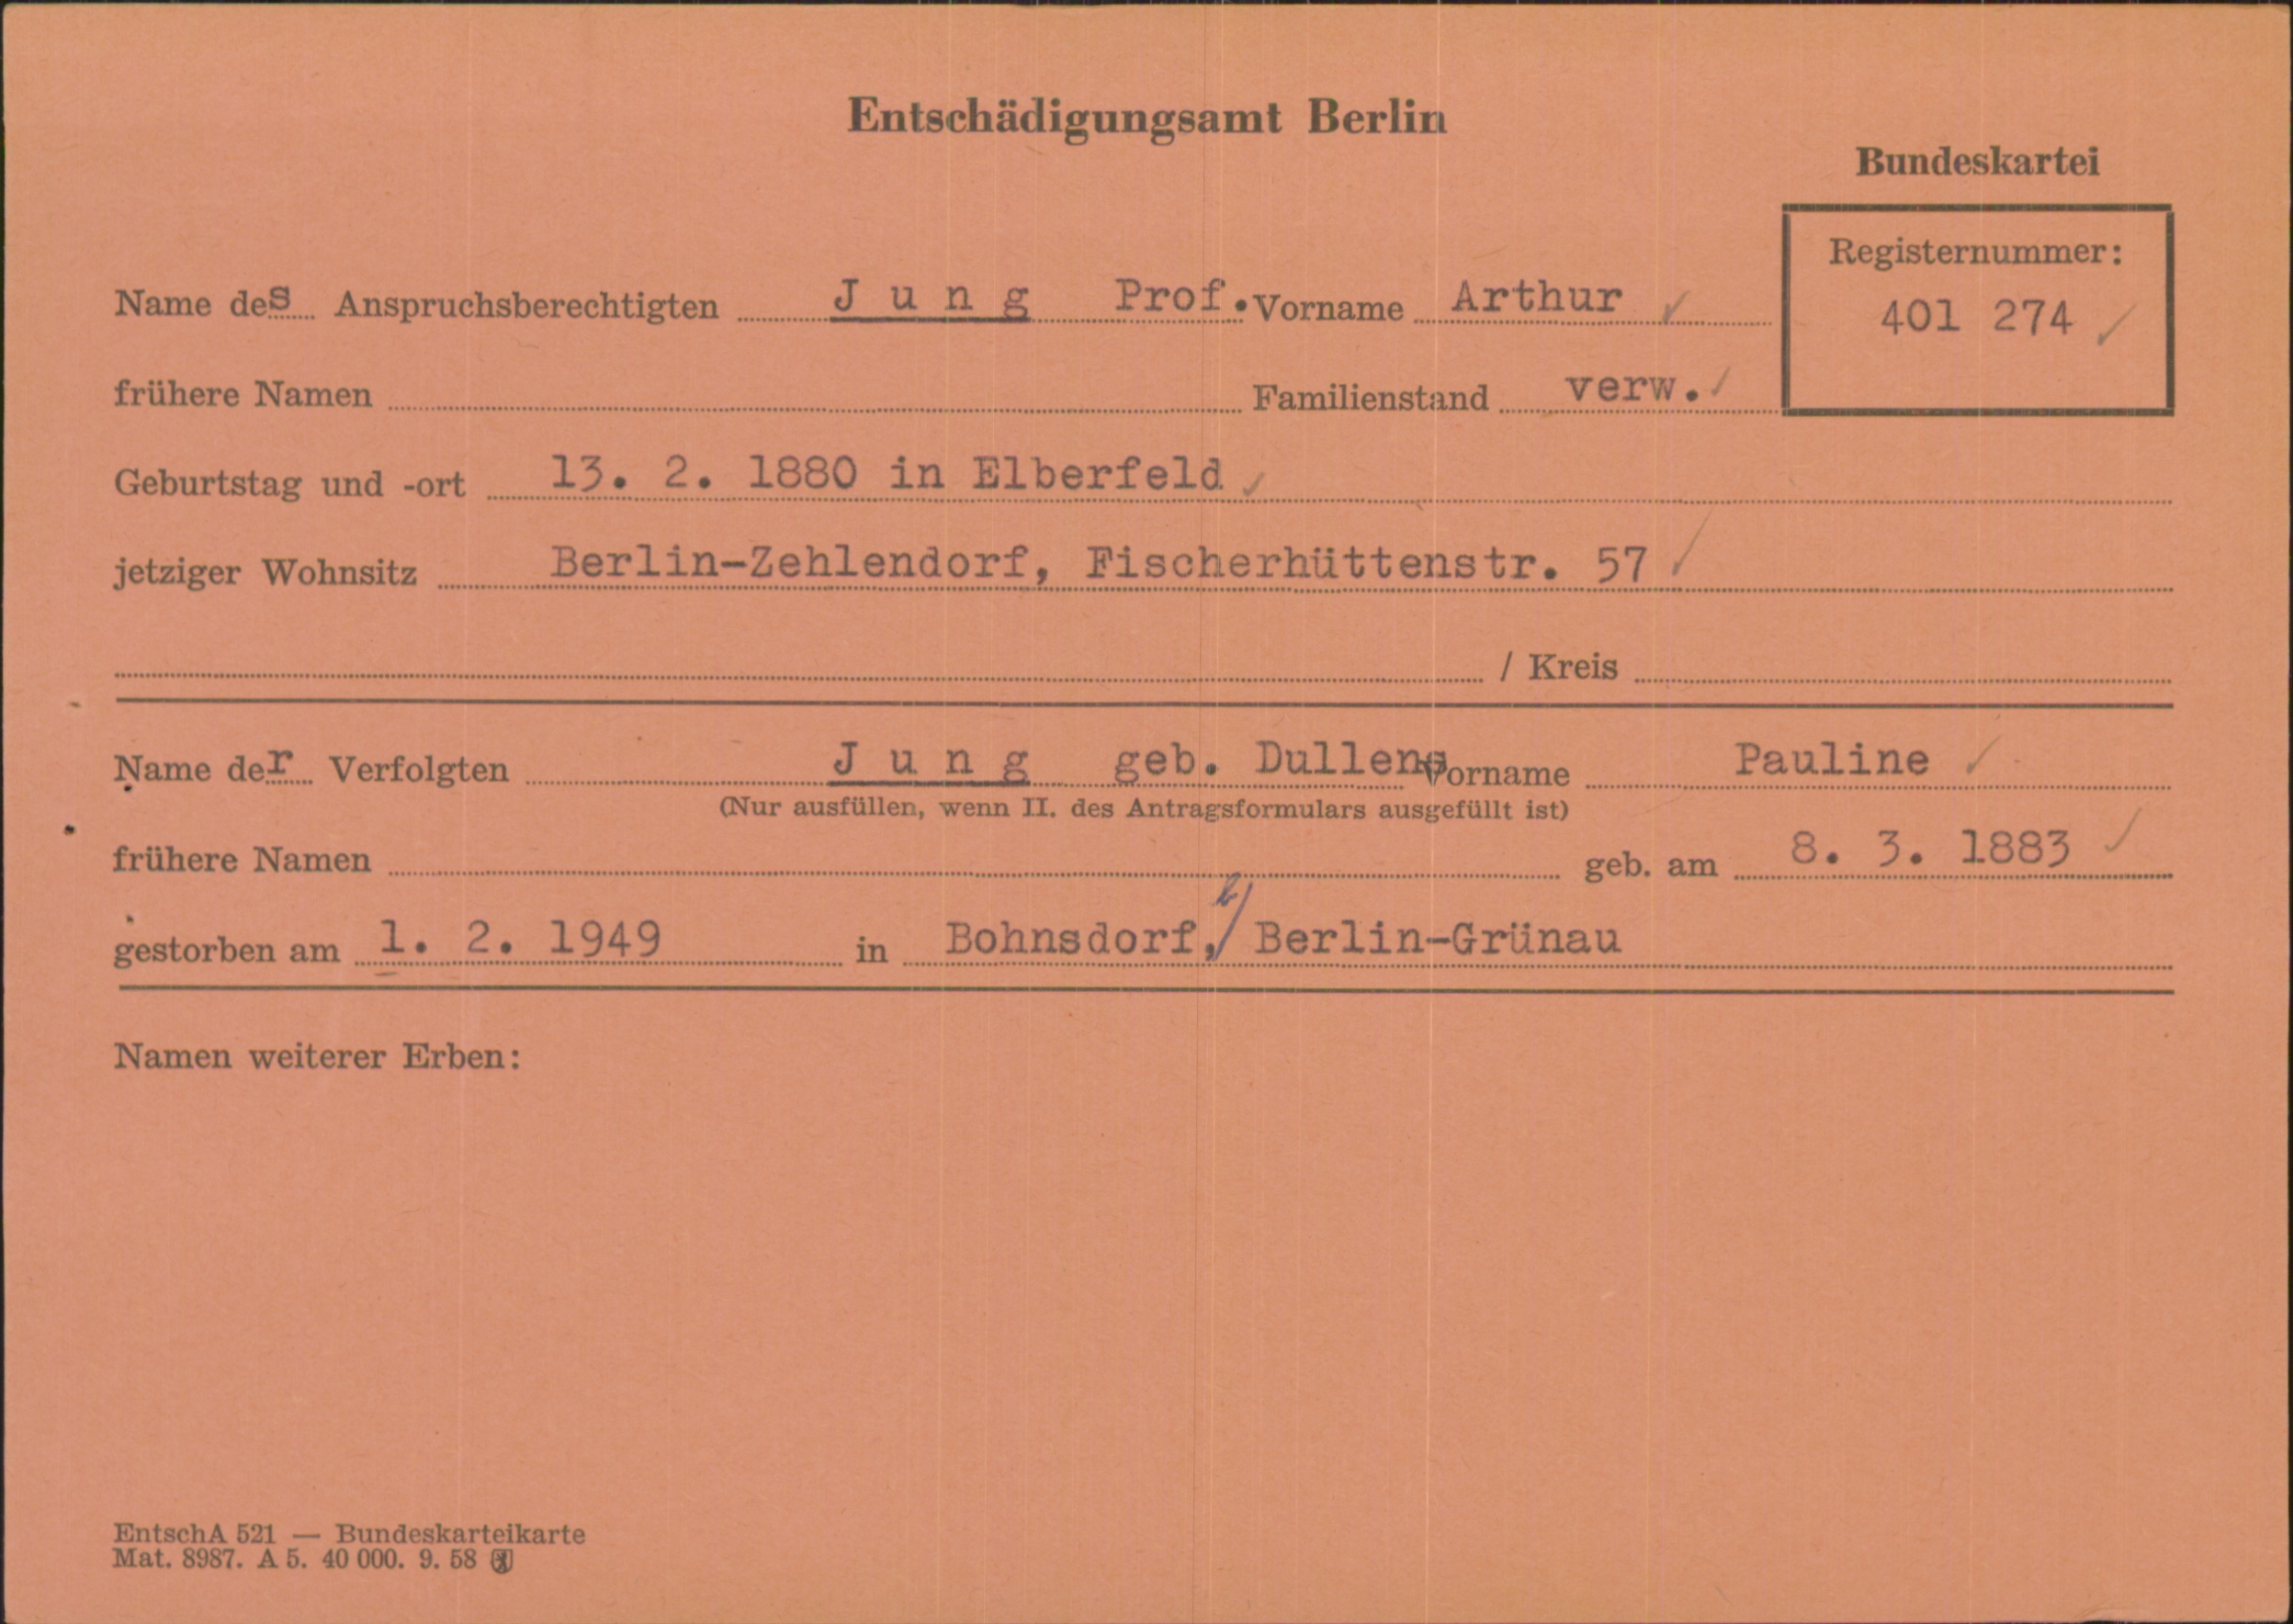 Entschädigungsamt Berlin
Bundeskartei
Registernummer:
401 274 ✓
Name des Anspruchsberechtigten J u n g Prof. Vorname Arthur ✓
frühere Namen Familienstand verw. ✓
Geburtstag und -ort 13. 2. 1880 in Elberfeld ✓
jetziger Wohnsitz Berlin-Zehlendorf, Fischerhüttenstr. 57 ✓
/ Kreis
Name der Verfolgten J u n g geb. Dullens Vorname Pauline ✓
(Nur ausfüllen, wenn II. des Antragsformulars ausgefüllt ist)
frühere Namen geb. am 8. 3. 1883 ✓
gestorben am 1. 2. 1949 in Bohnsdorf, b/ Berlin-Grünau
Namen weiterer Erben:
EntschA 521 — Bundeskarteikarte
Mat. 8987. A 5. 40 000. 9. 58